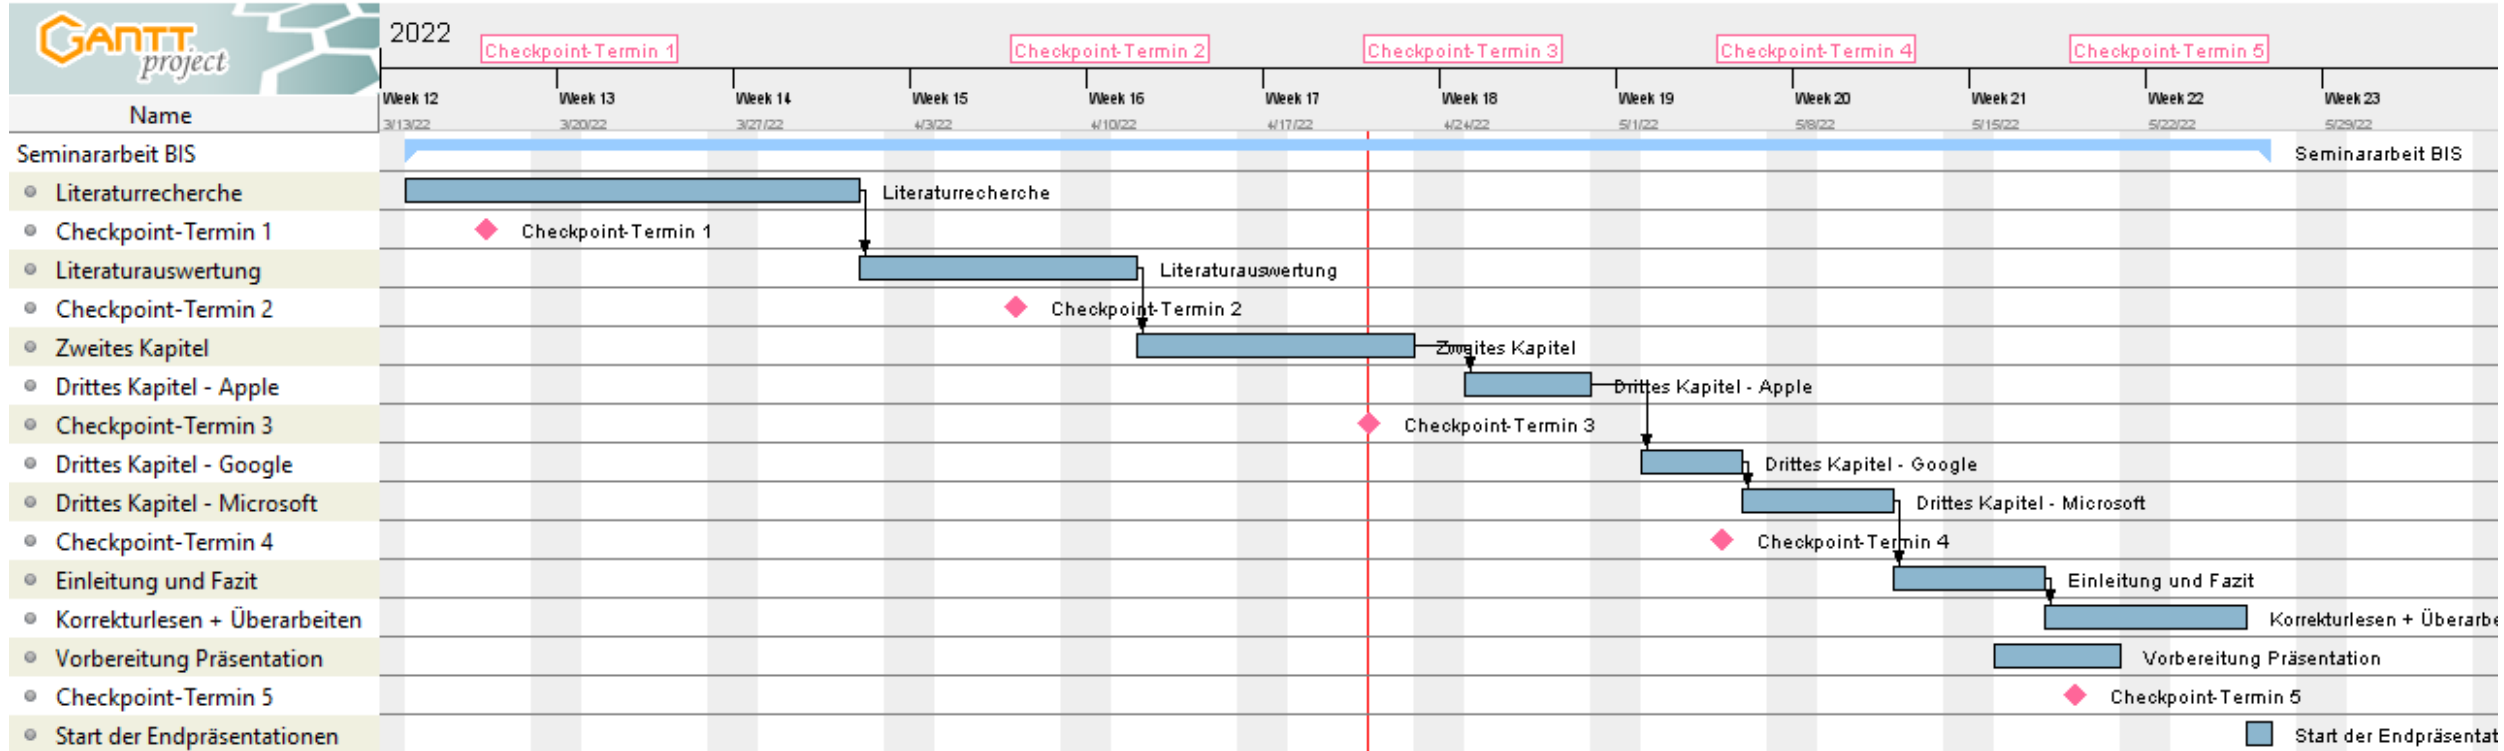 GANTT
project
2022
Checkpoint-Termin 1 Checkpoint-Termin 2 Checkpoint-Termin 3 Checkpoint-Termin 4 Checkpoint-Termin 5
Name
Week 12 Week 13 Week 14 Week 15 Week 16 Week 17 Week 18 Week 19 Week 20 Week 21 Week 22 Week 23
3/13/22 3/20/22 3/27/22 4/3/22 4/10/22 4/17/22 4/24/22 5/1/22 5/8/22 5/15/22 5/22/22 5/29/22
Seminararbeit BIS Seminararbeit BIS
Literaturrecherche Literaturrecherche
Checkpoint-Termin 1 Checkpoint-Termin 1
Literaturauswertung Literaturauswertung
Checkpoint-Termin 2 Checkpoint-Termin 2
Zweites Kapitel Zweites Kapitel
Drittes Kapitel - Apple Drittes Kapitel - Apple
Checkpoint-Termin 3 Checkpoint-Termin 3
Drittes Kapitel - Google Drittes Kapitel - Google
Drittes Kapitel - Microsoft Drittes Kapitel - Microsoft
Checkpoint-Termin 4 Checkpoint-Termin 4
Einleitung und Fazit Einleitung und Fazit
Korrekturlesen + Überarbeiten Korrekturlesen + Überarbe
Vorbereitung Präsentation Vorbereitung Präsentation
Checkpoint-Termin 5 Checkpoint-Termin 5
Start der Endpräsentationen Start der Endpräsentat